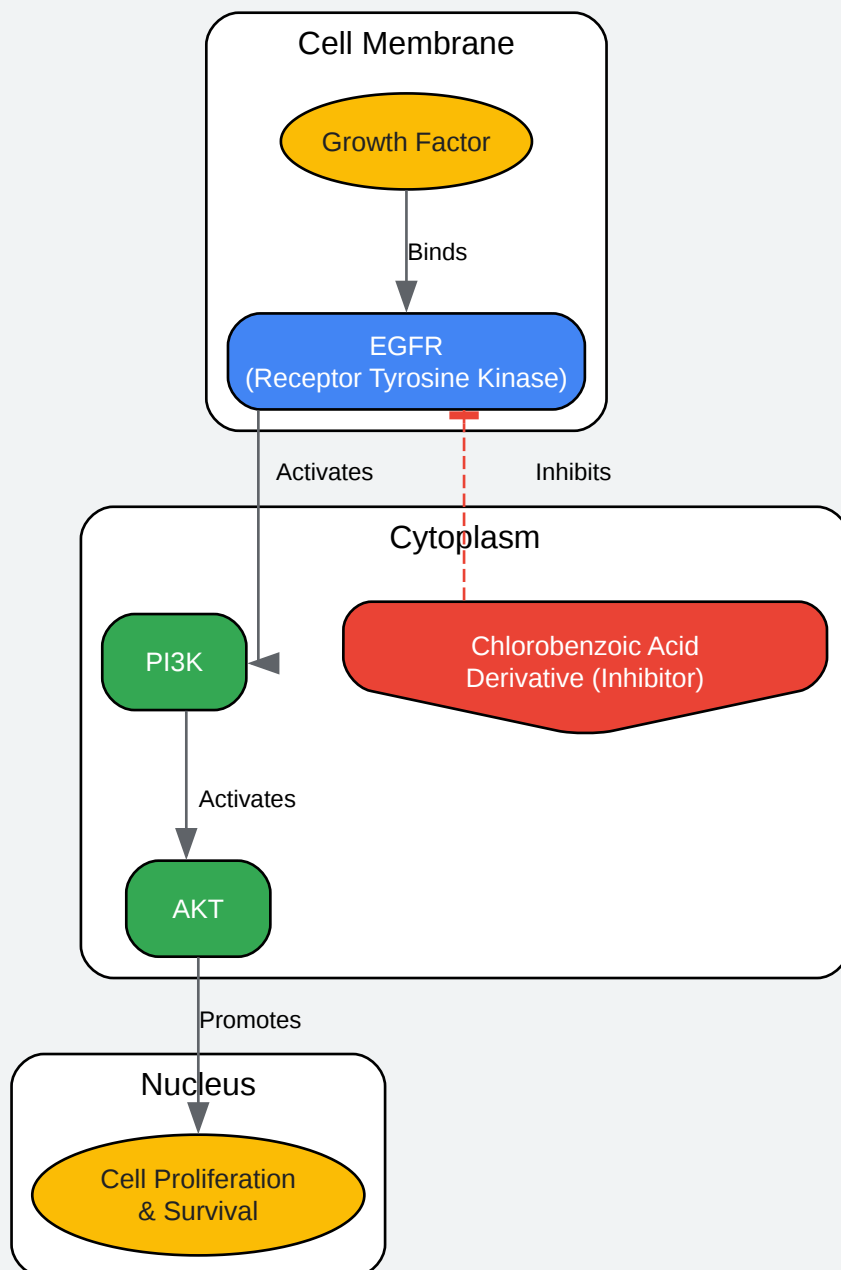 Cell Membrane
Growth Factor
Binds
EGFR
(Receptor Tyrosine Kinase)
Activates
Inhibits
Cytoplasm
PI3K
Chlorobenzoic Acid
Derivative (Inhibitor)
Activates
AKT
Promotes
Nucleus
Cell Proliferation
& Survival